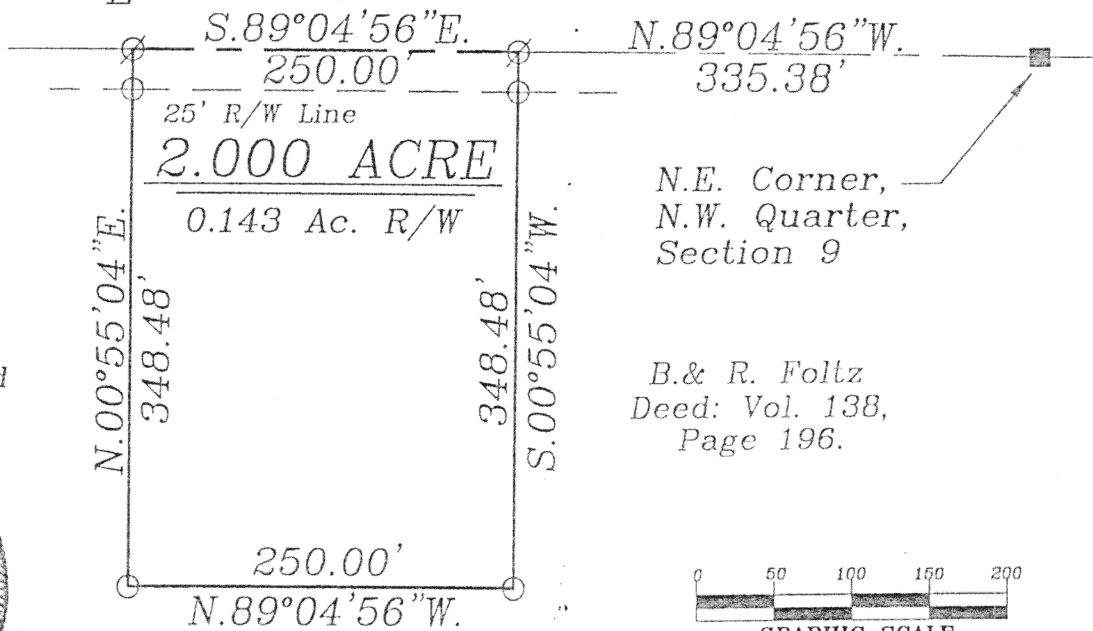 S.89°04'56"E.
250.00'
N.89°04'56"W.
335.38'
25' R/W Line
2.000 ACRE
0.143 Ac. R/W
N.E. Corner,
N.W. Quarter,
Section 9
N.00°55'04"E.
348.48'
348.48'
S.00°55'04"W.
B.& R. Foltz
Deed: Vol. 138,
Page 196.
250.00'
N.89°04'56"W.
0 50 100 150 200
GRAPHIC SCALE